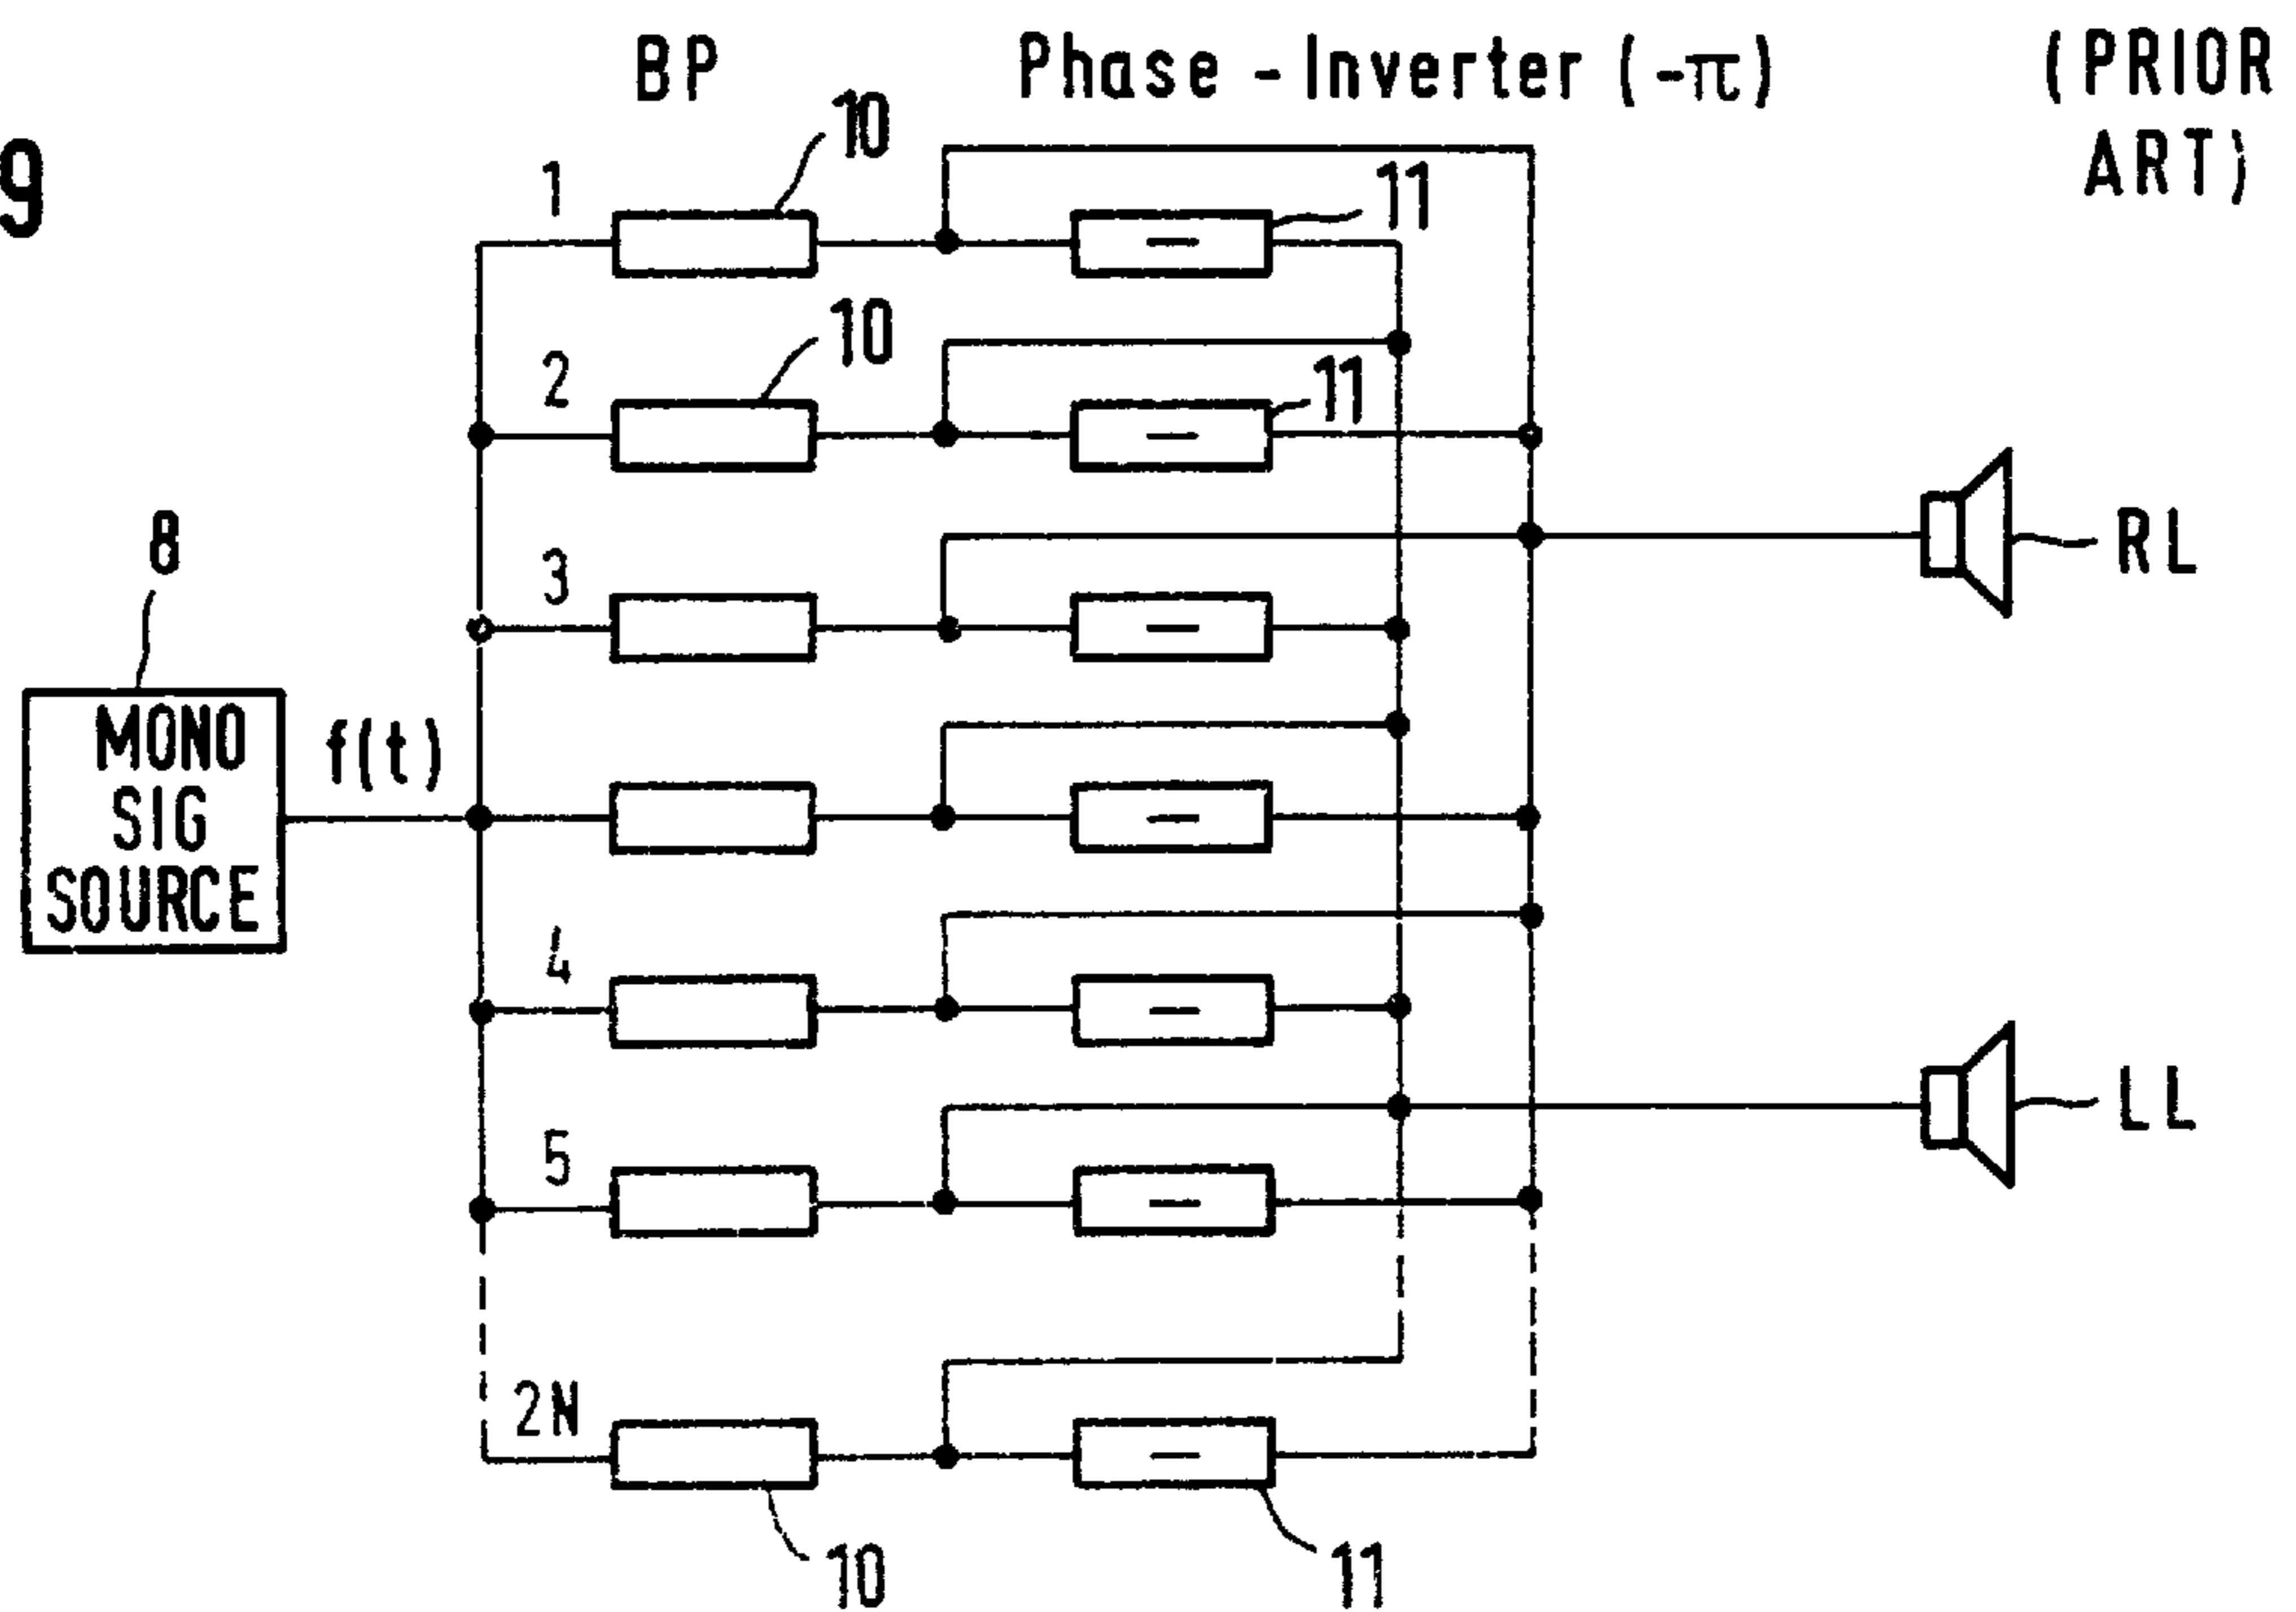 BP Phase-Inverter (-π) (PRIOR
ART)
9
10
1
11
10
2
11
3
RL
8
MONO
SIG
SOURCE
f(t)
4
5
LL
2N
10
11